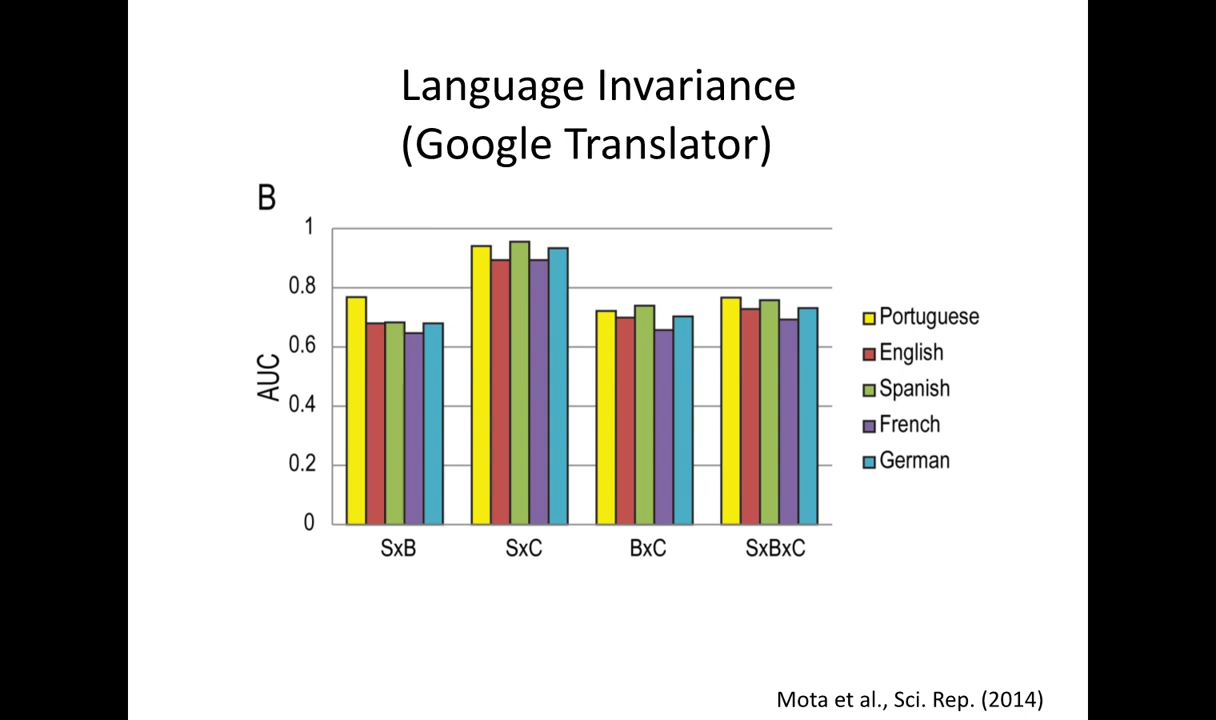 Language Invariance
(Google Translator)
B
1
0.8
0.6
0.4
0.2
0
AUC
SxB
SxC
BxC
SxBxC
Portuguese
English
Spanish
French
German
Mota et al., Sci. Rep. (2014)